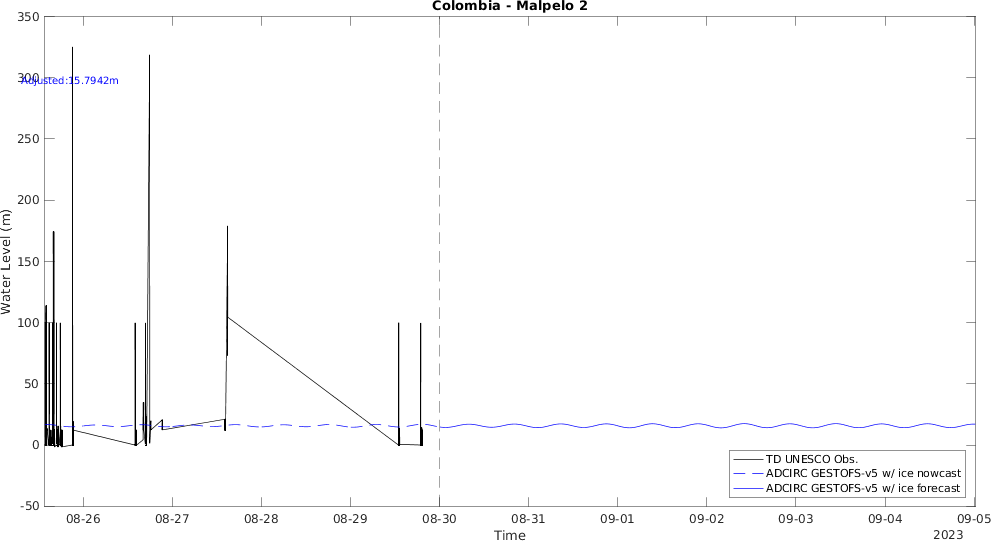 Colombia - Malpelo 2
350
300
Adjusted:15.7942m
250
200
150
100
50
0
-50
Water Level (m)
08-26 08-27 08-28 08-29 08-30 08-31 09-01 09-02 09-03 09-04 09-05
Time
2023
TD UNESCO Obs.
ADCIRC GESTOFS-v5 w/ ice nowcast
ADCIRC GESTOFS-v5 w/ ice forecast